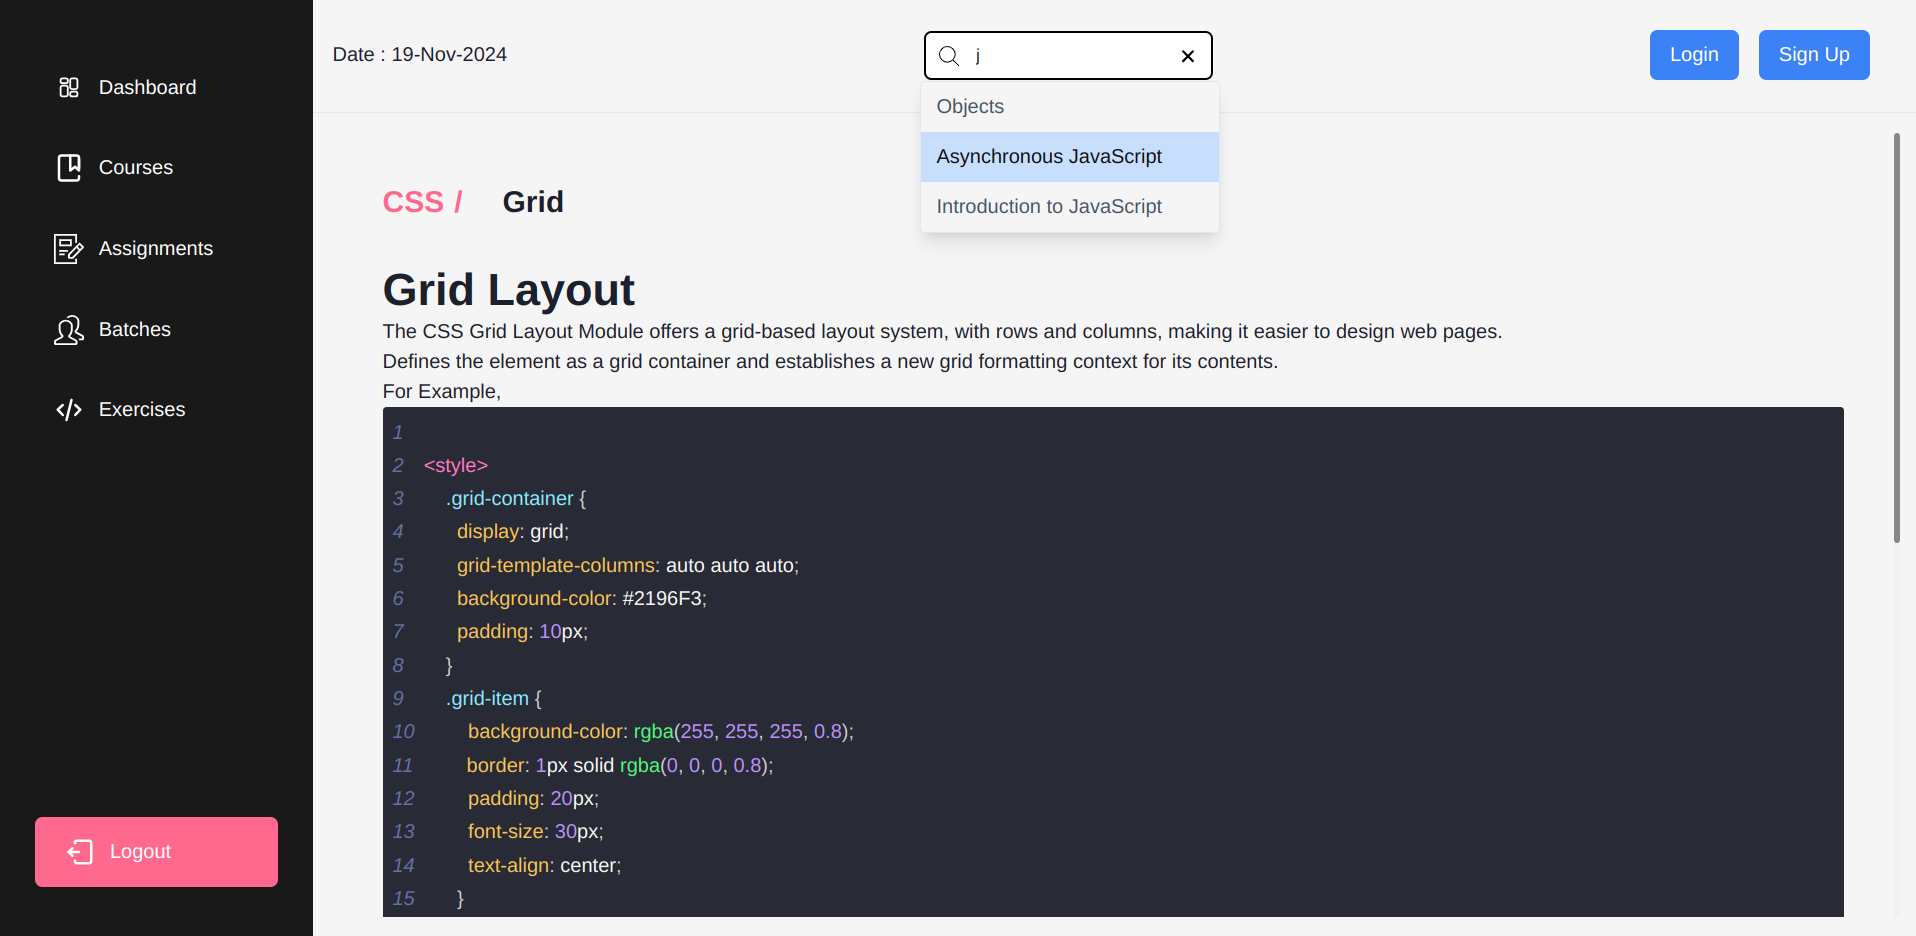 Dashboard
Courses
Assignments
Batches
Exercises
Logout
Date : 19-Nov-2024
j
Login
Sign Up
Objects
Asynchronous JavaScript
Introduction to JavaScript
CSS / Grid
Grid Layout
The CSS Grid Layout Module offers a grid-based layout system, with rows and columns, making it easier to design web pages.
Defines the element as a grid container and establishes a new grid formatting context for its contents.
For Example,
1
2 <style>
3 .grid-container {
4 display: grid;
5 grid-template-columns: auto auto auto;
6 background-color: #2196F3;
7 padding: 10px;
8 }
9 .grid-item {
10 background-color: rgba(255, 255, 255, 0.8);
11 border: 1px solid rgba(0, 0, 0, 0.8);
12 padding: 20px;
13 font-size: 30px;
14 text-align: center;
15 }